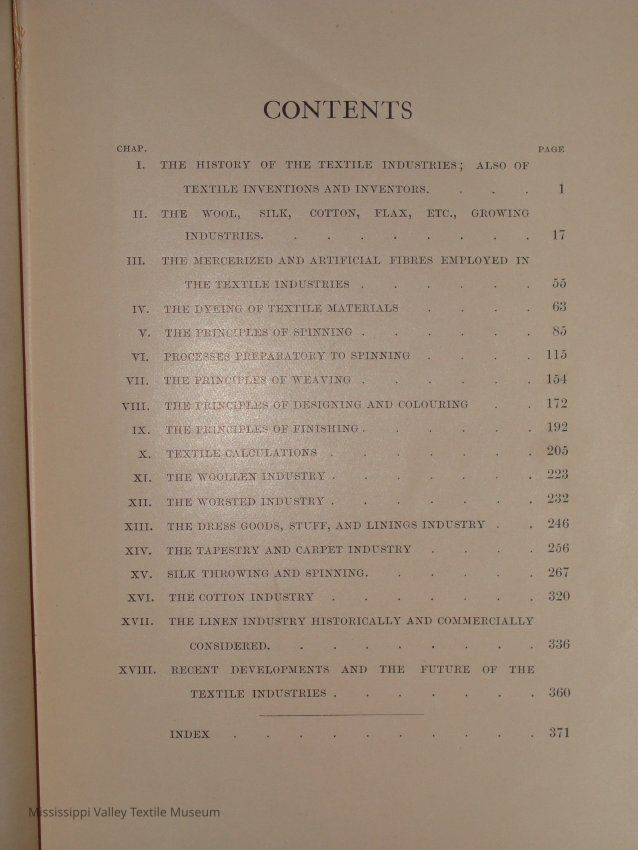 CONTENTS
CHAP. PAGE
I. THE HISTORY OF THE TEXTILE INDUSTRIES; ALSO OF
TEXTILE INVENTIONS AND INVENTORS. . . . 1
II. THE WOOL, SILK, COTTON, FLAX, ETC., GROWING
INDUSTRIES. . . . . . . . 17
III. THE MERCERIZED AND ARTIFICIAL FIBRES EMPLOYED IN
THE TEXTILE INDUSTRIES . . . . . . 55
IV. THE DYEING OF TEXTILE MATERIALS . . . . 63
V. THE PRINCIPLES OF SPINNING . . . . . . 85
VI. PROCESSES PREPARATORY TO SPINNING . . . . 115
VII. THE PRINCIPLES OF WEAVING . . . . . . 154
VIII. THE PRINCIPLES OF DESIGNING AND COLOURING . . 172
IX. THE PRINCIPLES OF FINISHING . . . . . . 192
X. TEXTILE CALCULATIONS . . . . . . . 205
XI. THE WOOLLEN INDUSTRY . . . . . . . 223
XII. THE WORSTED INDUSTRY . . . . . . . 232
XIII. THE DRESS GOODS, STUFF, AND LININGS INDUSTRY . . 246
XIV. THE TAPESTRY AND CARPET INDUSTRY . . . . 256
XV. SILK THROWING AND SPINNING. . . . . . 267
XVI. THE COTTON INDUSTRY . . . . . . . 320
XVII. THE LINEN INDUSTRY HISTORICALLY AND COMMERCIALLY
CONSIDERED. . . . . . . . . 336
XVIII. RECENT DEVELOPMENTS AND THE FUTURE OF THE
TEXTILE INDUSTRIES . . . . . . . 360
INDEX . . . . . . . . . . 371
Mississippi Valley Textile Museum